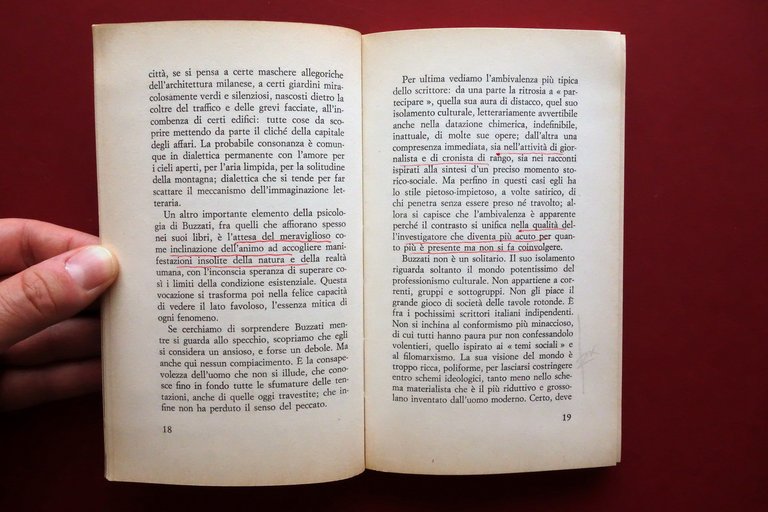 città, se si pensa a certe maschere allegoriche
dell'architettura milanese, a certi giardini mira-
colosamente verdi e silenziosi, nascosti dietro la
coltre del traffico e delle grevi facciate, all'in-
combenza di certi edifici: tutte cose da sco-
prire mettendo da parte il cliché della capitale
degli affari. La probabile consonanza è comun-
que in dialettica permanente con l'amore per
i cieli aperti, per l'aria limpida, per la solitudine
della montagna; dialettica che si tende per far
scattare il meccanismo dell'immaginazione let-
teraria.
Un altro importante elemento della psicolo-
gia di Buzzati, fra quelli che affiorano spesso
nei suoi libri, è l'attesa del meraviglioso co-
me inclinazione dell'animo ad accogliere mani-
festazioni insolite della natura e della realtà
umana, con l'inconscia speranza di superare co-
sì i limiti della condizione esistenziale. Questa
vocazione si trasforma poi nella felice capacità
di vedere il lato favoloso, l'essenza mitica di
ogni fenomeno.
Se cerchiamo di sorprendere Buzzati men-
tre si guarda allo specchio, scopriamo che egli
si considera un ansioso, e forse un debole. Ma
anche qui nessun compiacimento. È la consape-
volezza dell'uomo che non si illude, che cono-
sce fino in fondo tutte le sfumature delle ten-
tazioni, anche di quelle oggi travestite; che in-
fine non ha perduto il senso del peccato.
18
Per ultima vediamo l'ambivalenza più tipica
dello scrittore: da una parte la ritrosia a « par-
tecipare », quella sua aura di distacco, quel suo
isolamento culturale, letterariamente avvertibile
anche nella datazione chimerica, indefinibile,
inattuale, di molte sue opere; dall'altra una
compresenza immediata, sia nell'attività di gior-
nalista e di cronista di rango, sia nei racconti
ispirati alla sintesi d'un preciso momento sto-
rico-sociale. Ma perfino in questi casi egli ha
lo stile pietoso-impietoso, a volte satirico, di
chi penetra senza essere preso né travolto; al-
lora si capisce che l'ambivalenza è apparente
perché il contrasto si unifica nella qualità del-
l'investigatore che diventa più acuto per quan-
to più è presente ma non si fa coinvolgere.
Buzzati non è un solitario. Il suo isolamento
riguarda soltanto il mondo potentissimo del
professionismo culturale. Non appartiene a cor-
renti, gruppi e sottogruppi. Non gli piace il
grande gioco di società delle tavole rotonde. È
fra i pochissimi scrittori italiani indipendenti.
Non si inchina al conformismo più minaccioso,
di cui tutti hanno paura pur non confessandolo
volentieri, quello ispirato ai « temi sociali » e
al filomarxismo. La sua visione del mondo è
troppo ricca, poliforme, per lasciarsi costringere
entro schemi ideologici, tanto meno nello sche-
ma materialista che è il più riduttivo e grosso-
lano inventato dall'uomo moderno. Certo, deve
19